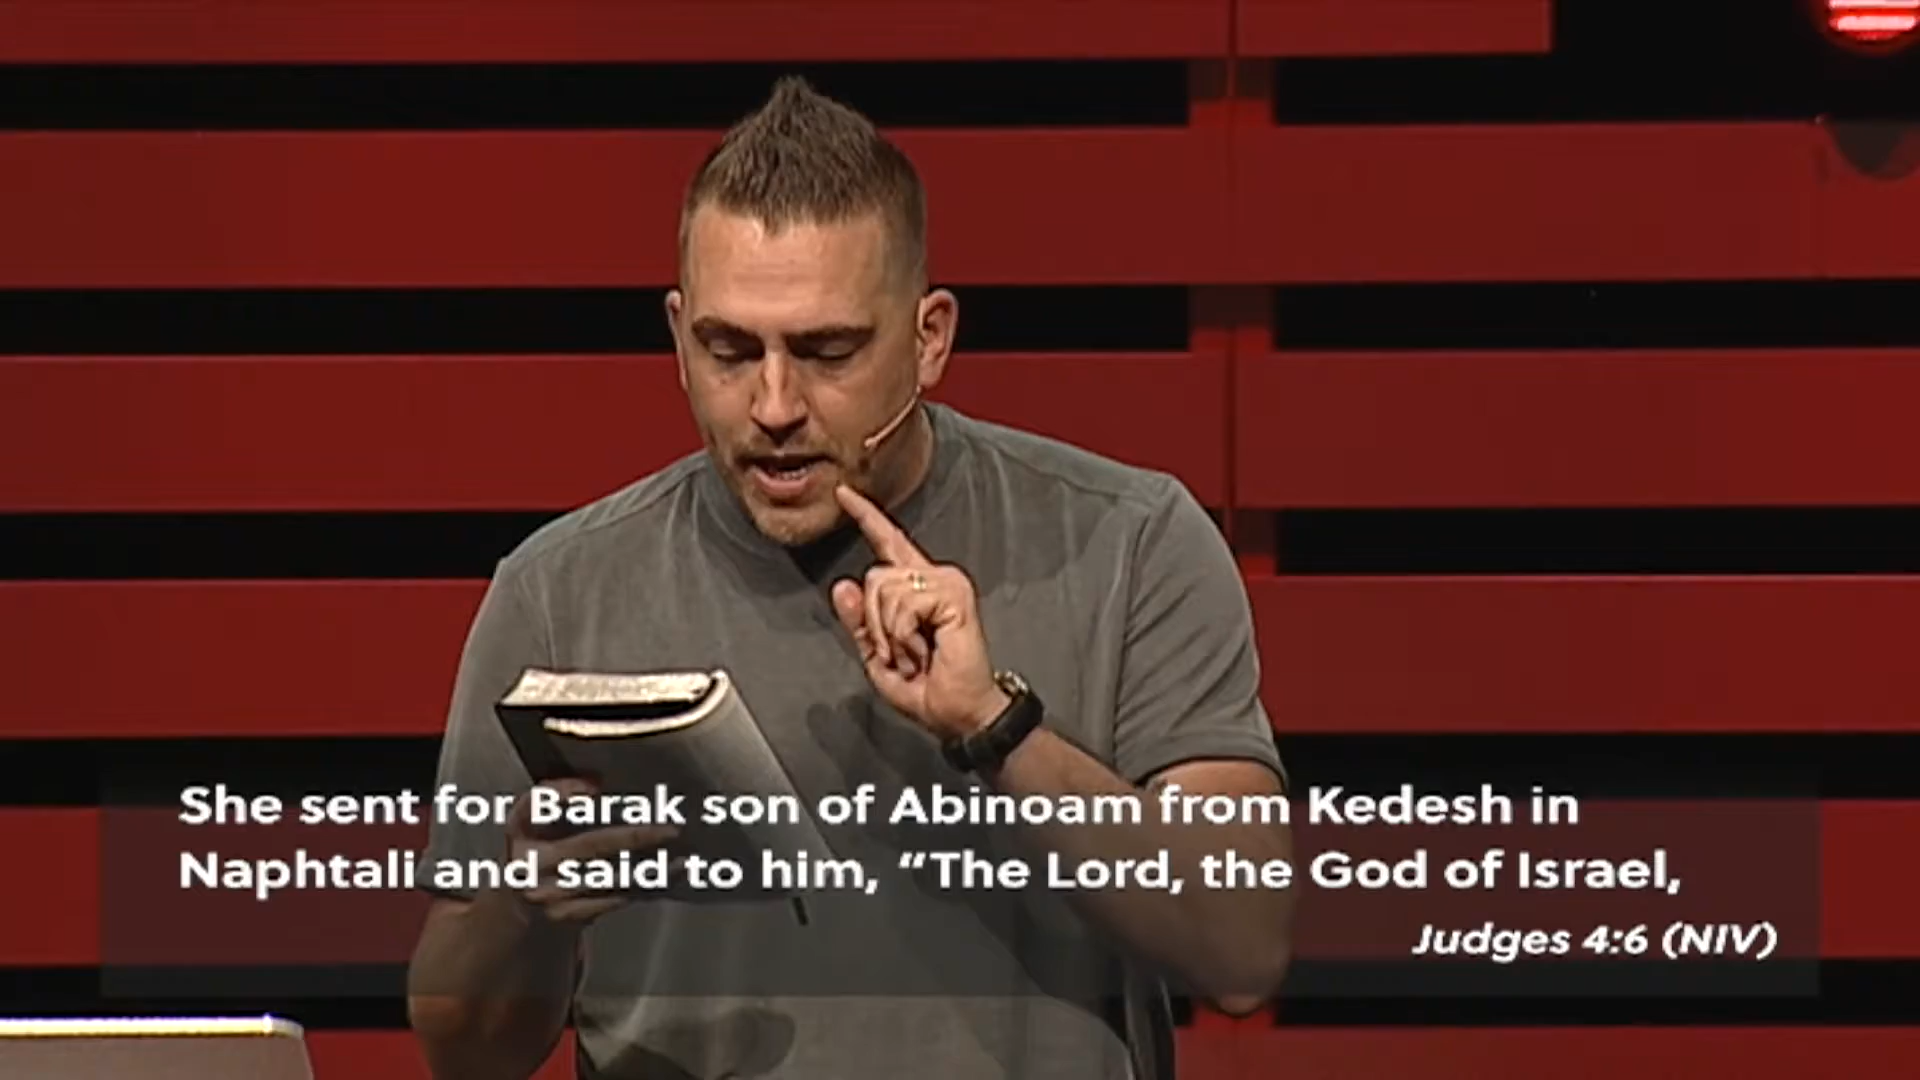 She sent for Barak son of Abinoam from Kedesh in
Naphtali and said to him, “The Lord, the God of Israel,
Judges 4:6 (NIV)